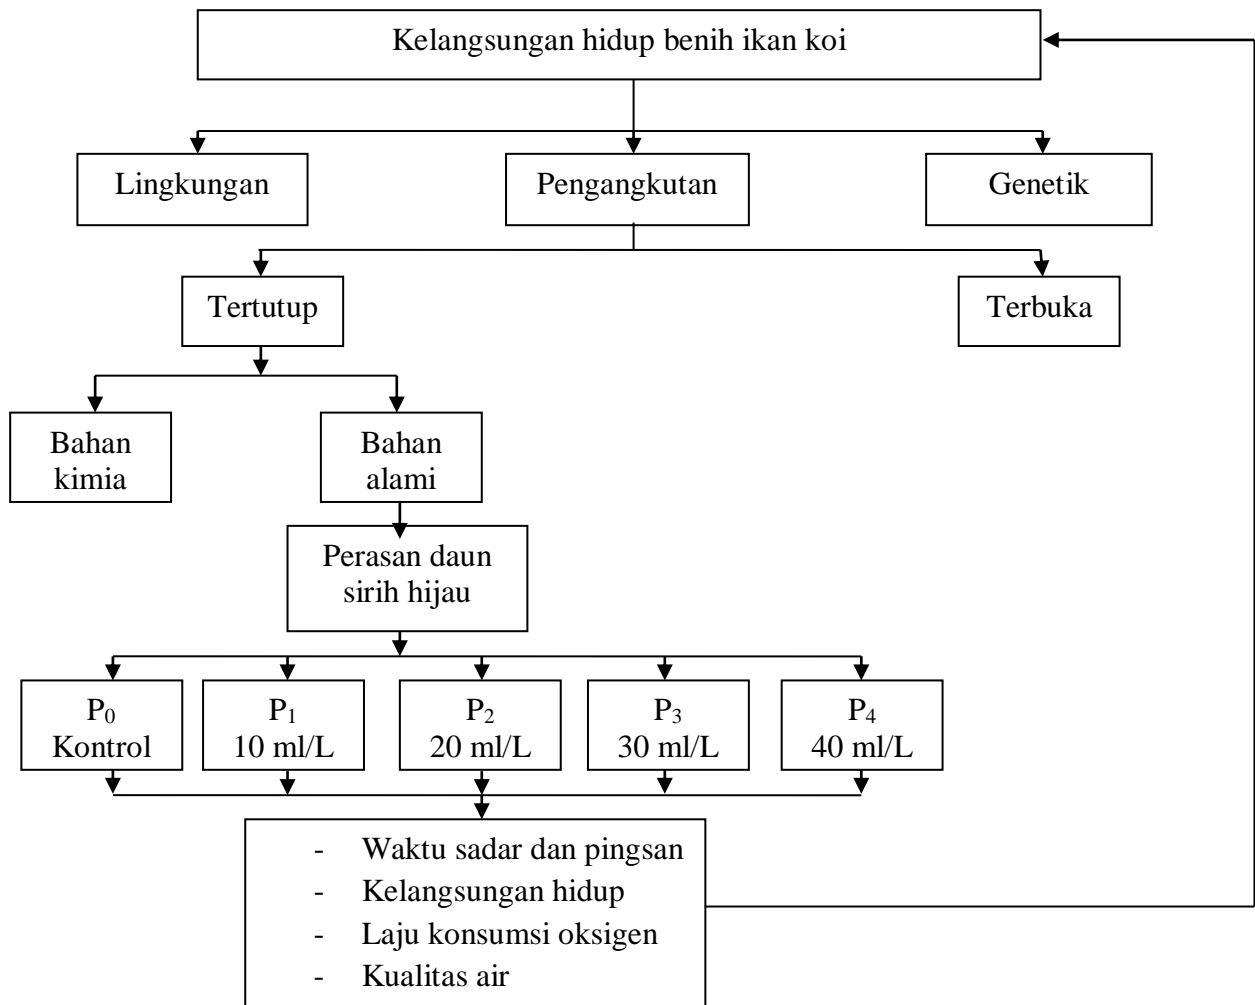 Kelangsungan hidup benih ikan koi
Lingkungan
Pengangkutan
Genetik
Tertutup
Terbuka
Bahan
kimia
Bahan
alami
Perasan daun
sirih hijau
P₀
Kontrol
P₁
10 ml/L
P₂
20 ml/L
P₃
30 ml/L
P₄
40 ml/L
- Waktu sadar dan pingsan
- Kelangsungan hidup
- Laju konsumsi oksigen
- Kualitas air